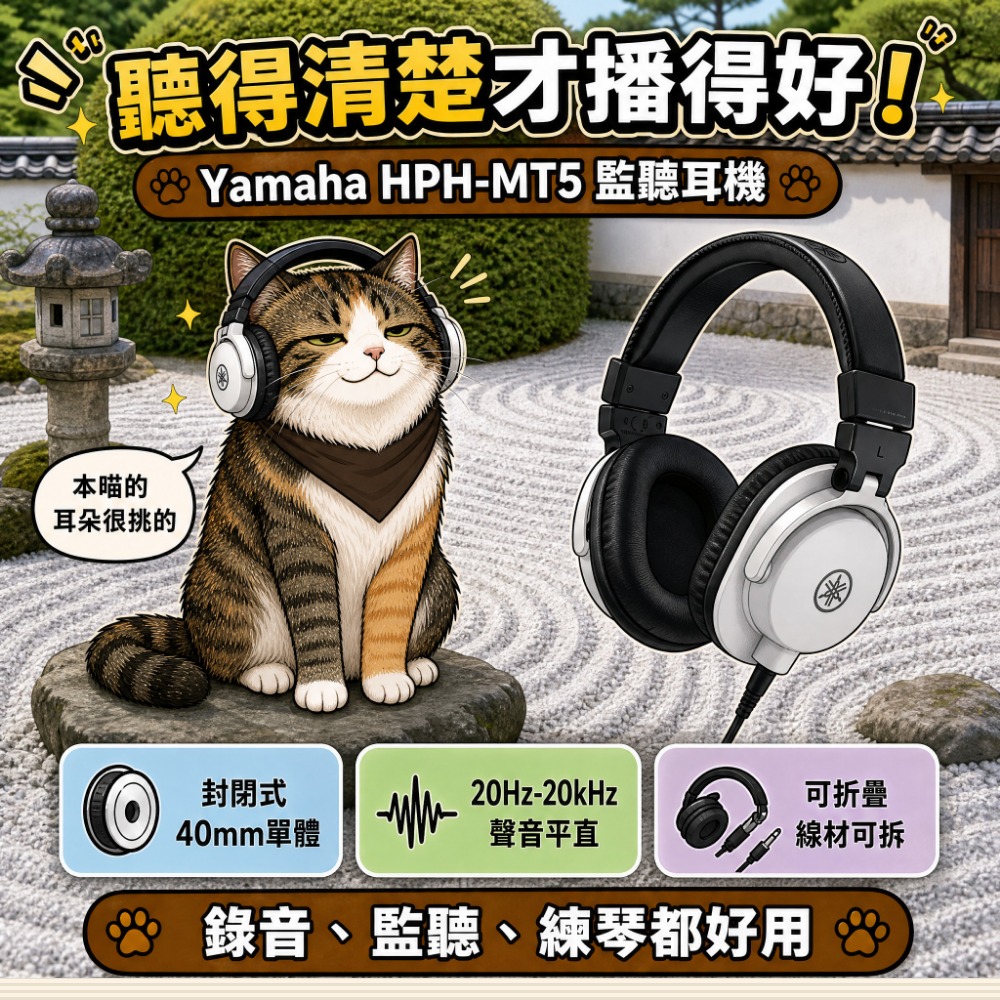 聽得清楚才播得好！
Yamaha HPH-MT5 監聽耳機
本喵的
耳朵很挑的
L
封閉式
40mm單體
20Hz-20kHz
聲音平直
可折疊
線材可拆
錄音、監聽、練琴都好用